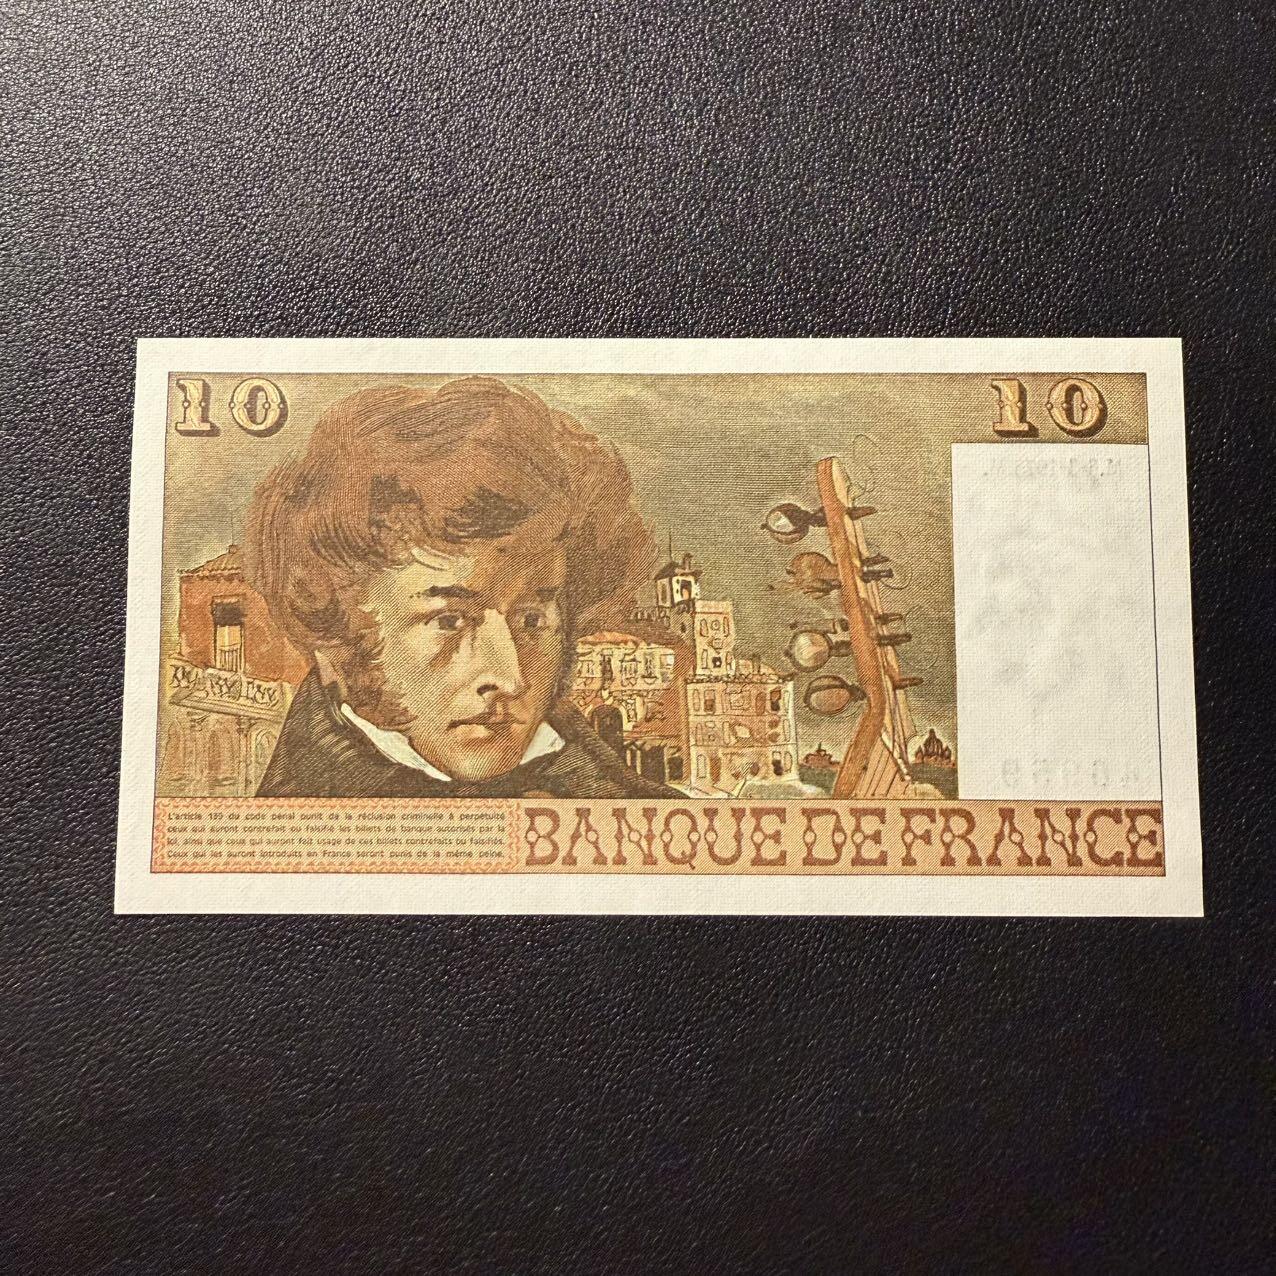 10
10
L'article 139 du code pénal punit de la réclusion criminelle à perpétuité
ceux qui auront contrefait ou falsifié les billets de banque autorisés par la
loi, ainsi que ceux qui auront fait usage de ces billets contrefaits ou falsifiés.
Ceux qui les auront introduits en France seront punis de la même peine.
BANQUE DE FRANCE